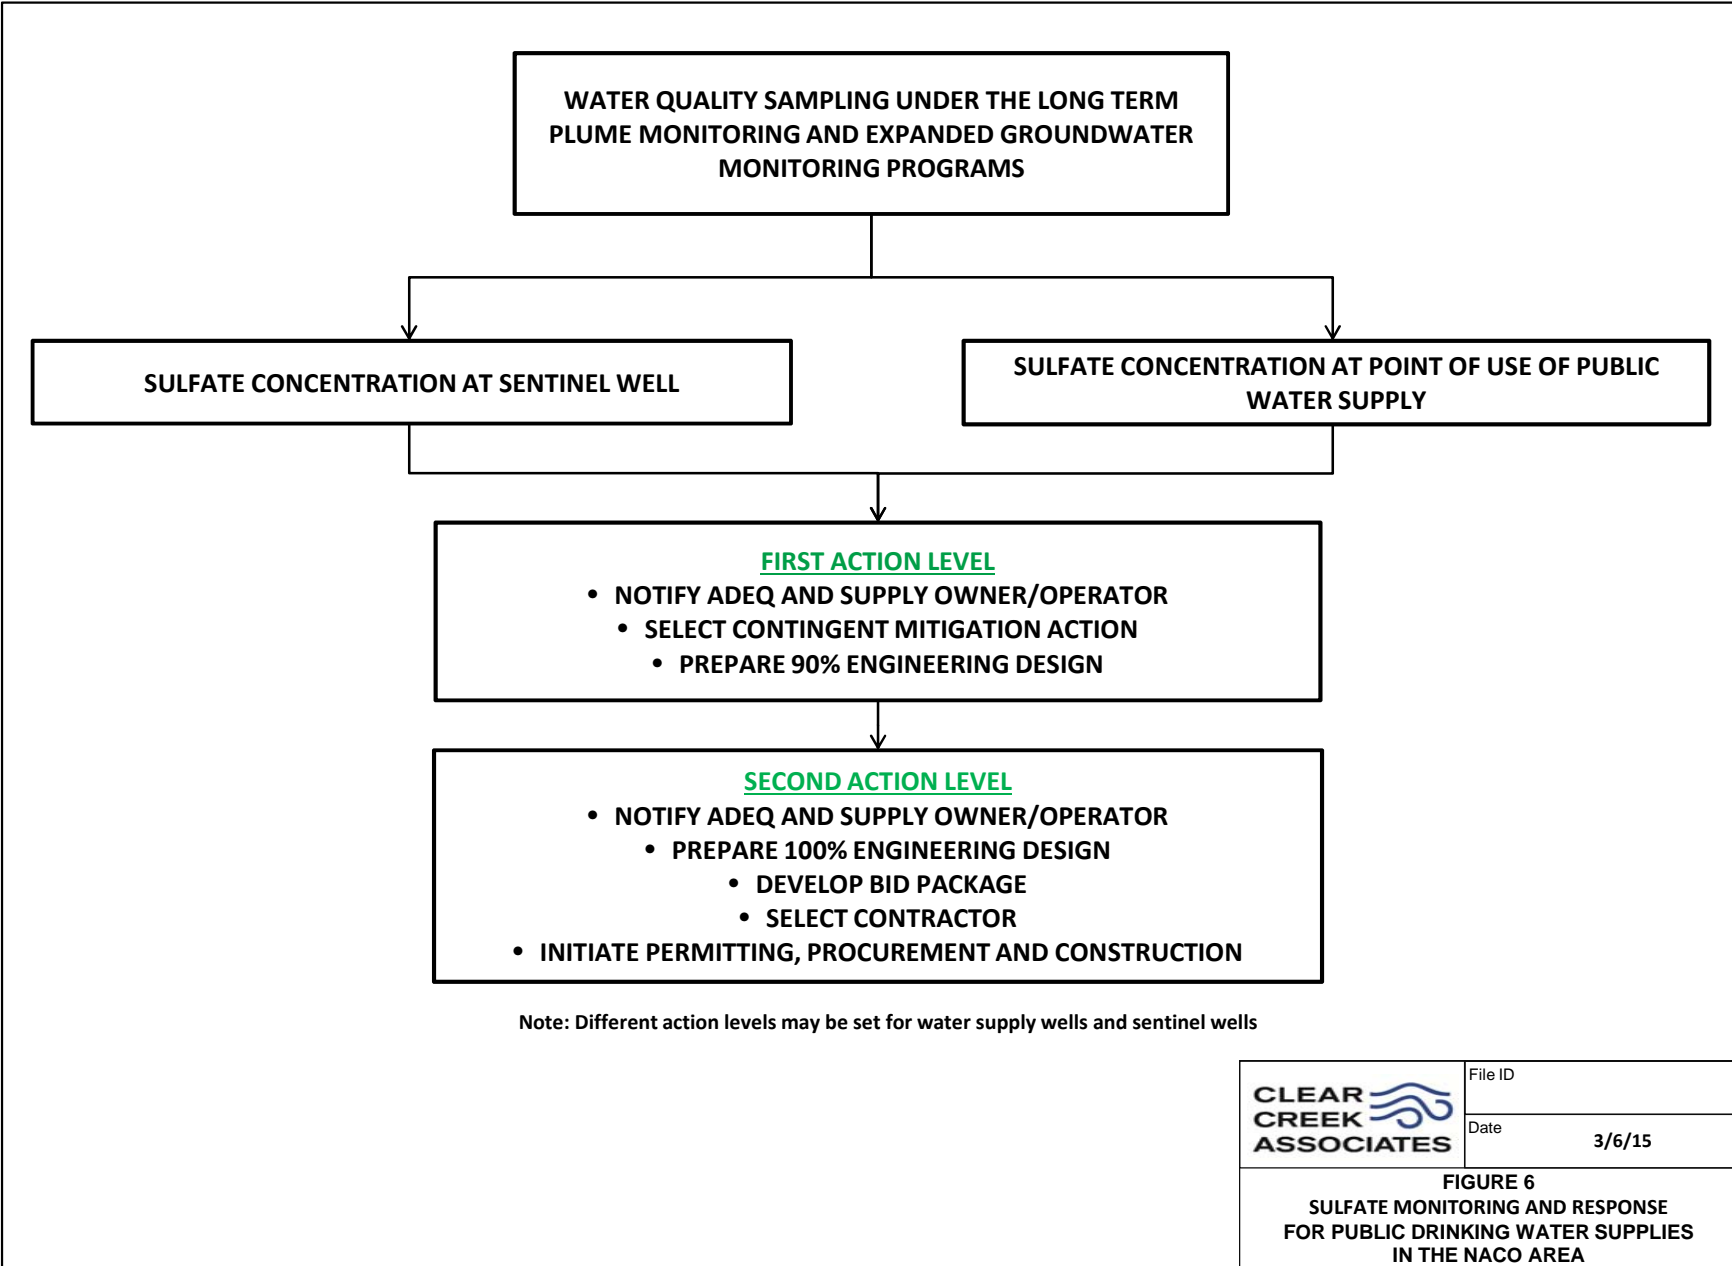 WATER QUALITY SAMPLING UNDER THE LONG TERM
PLUME MONITORING AND EXPANDED GROUNDWATER
MONITORING PROGRAMS
SULFATE CONCENTRATION AT SENTINEL WELL
SULFATE CONCENTRATION AT POINT OF USE OF PUBLIC
WATER SUPPLY
FIRST ACTION LEVEL
• NOTIFY ADEQ AND SUPPLY OWNER/OPERATOR
• SELECT CONTINGENT MITIGATION ACTION
• PREPARE 90% ENGINEERING DESIGN
SECOND ACTION LEVEL
• NOTIFY ADEQ AND SUPPLY OWNER/OPERATOR
• PREPARE 100% ENGINEERING DESIGN
• DEVELOP BID PACKAGE
• SELECT CONTRACTOR
• INITIATE PERMITTING, PROCUREMENT AND CONSTRUCTION
Note: Different action levels may be set for water supply wells and sentinel wells
CLEAR
CREEK
ASSOCIATES
File ID
Date
3/6/15
FIGURE 6
SULFATE MONITORING AND RESPONSE
FOR PUBLIC DRINKING WATER SUPPLIES
IN THE NACO AREA